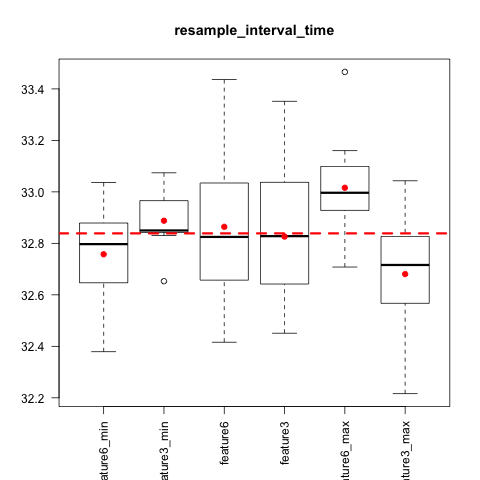 resample_interval_time
33.4
33.2
33.0
32.8
32.6
32.4
32.2
ature6_min
ature3_min
feature6
feature3
ture6_max
ture3_max